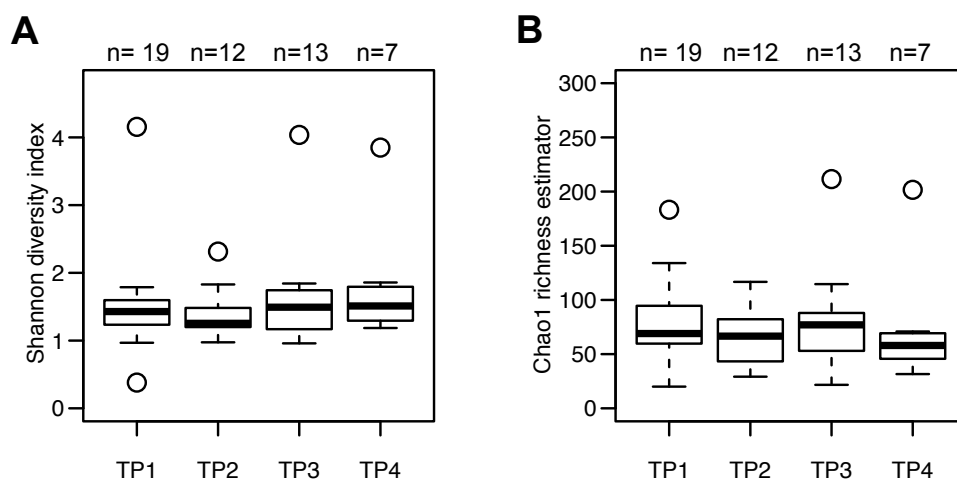 A
n= 19 n=12 n=13 n=7
Shannon diversity index
4
3
2
1
0
TP1 TP2 TP3 TP4
B
n= 19 n=12 n=13 n=7
Chao1 richness estimator
300
250
200
150
100
50
0
TP1 TP2 TP3 TP4